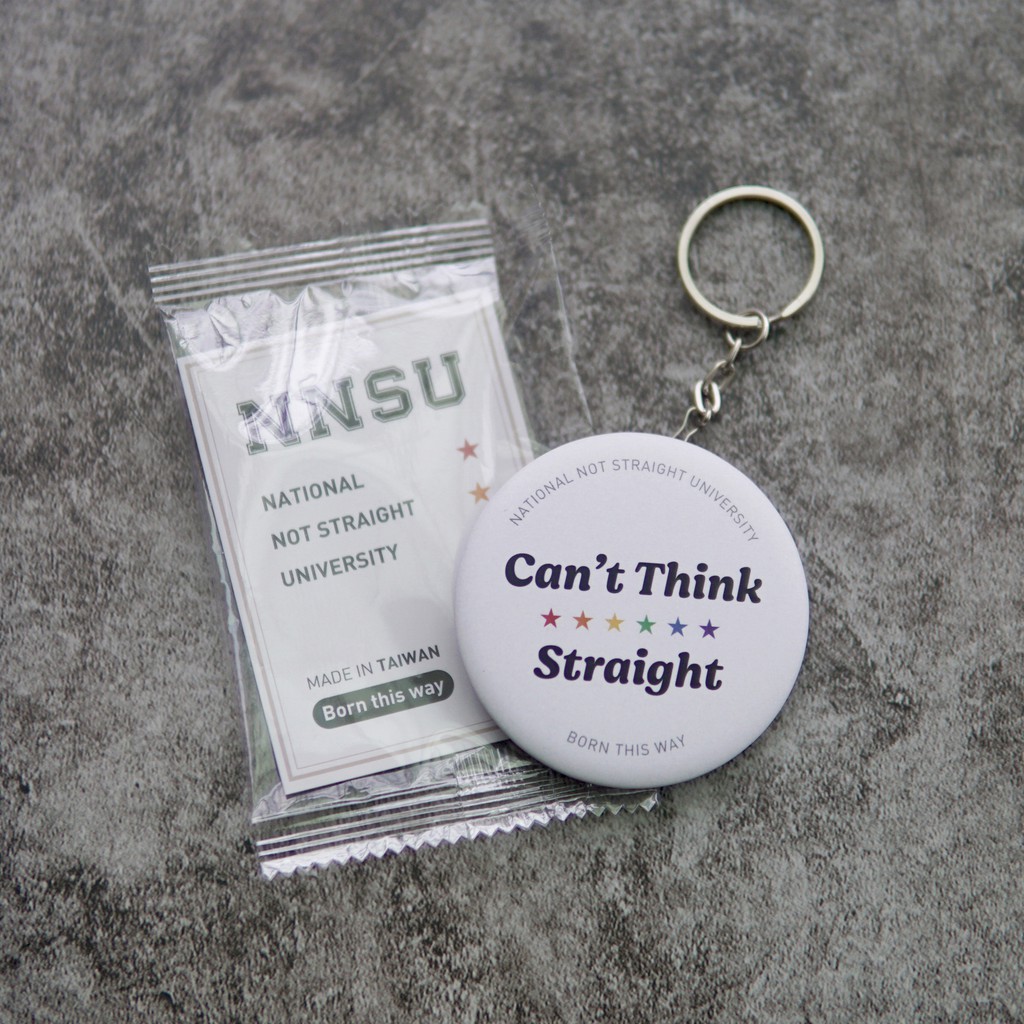 NNSU
NATIONAL
NOT STRAIGHT
UNIVERSITY
MADE IN TAIWAN
Born this way
NATIONAL NOT STRAIGHT UNIVERSITY
Can't Think
Straight
BORN THIS WAY